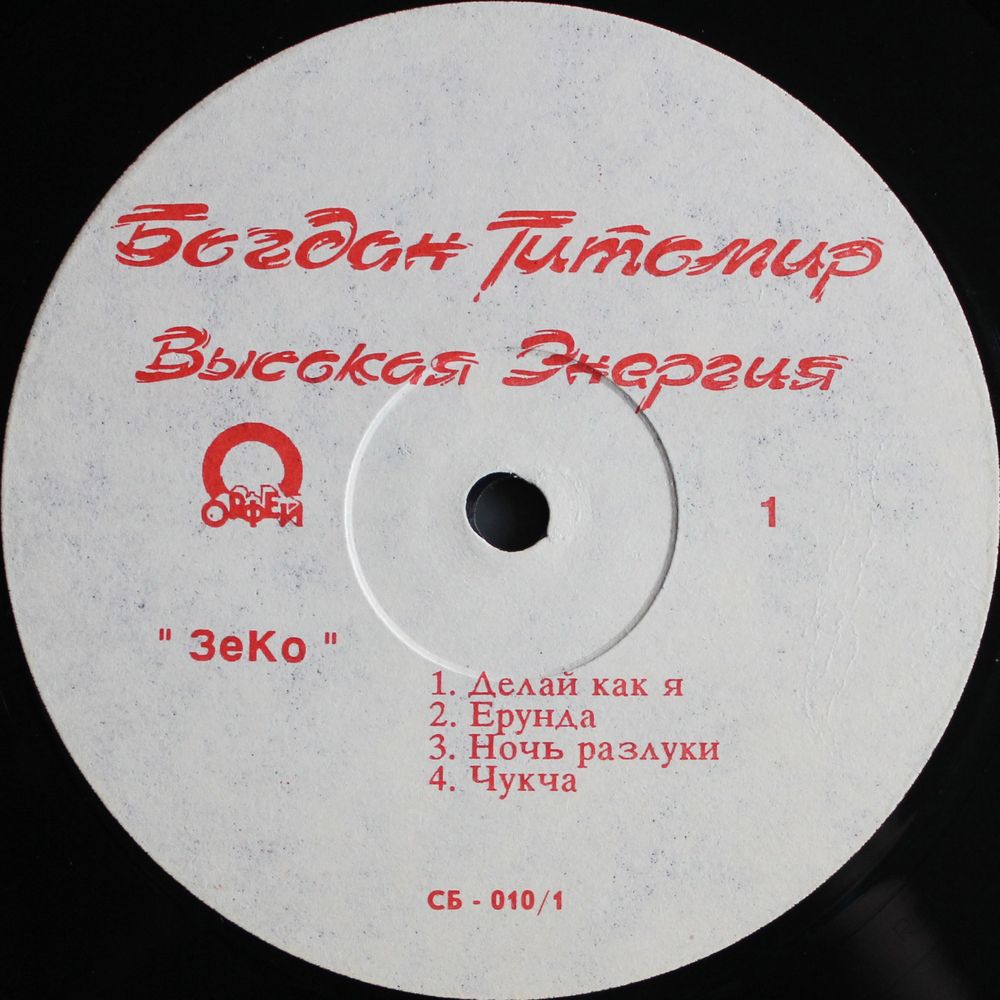 Богдан Титомир
Высокая Энергия
ОРФЕЙ
1
" ЗеКо "
1. Делай как я
2. Ерунда
3. Ночь разлуки
4. Чукча
СБ - 010/1